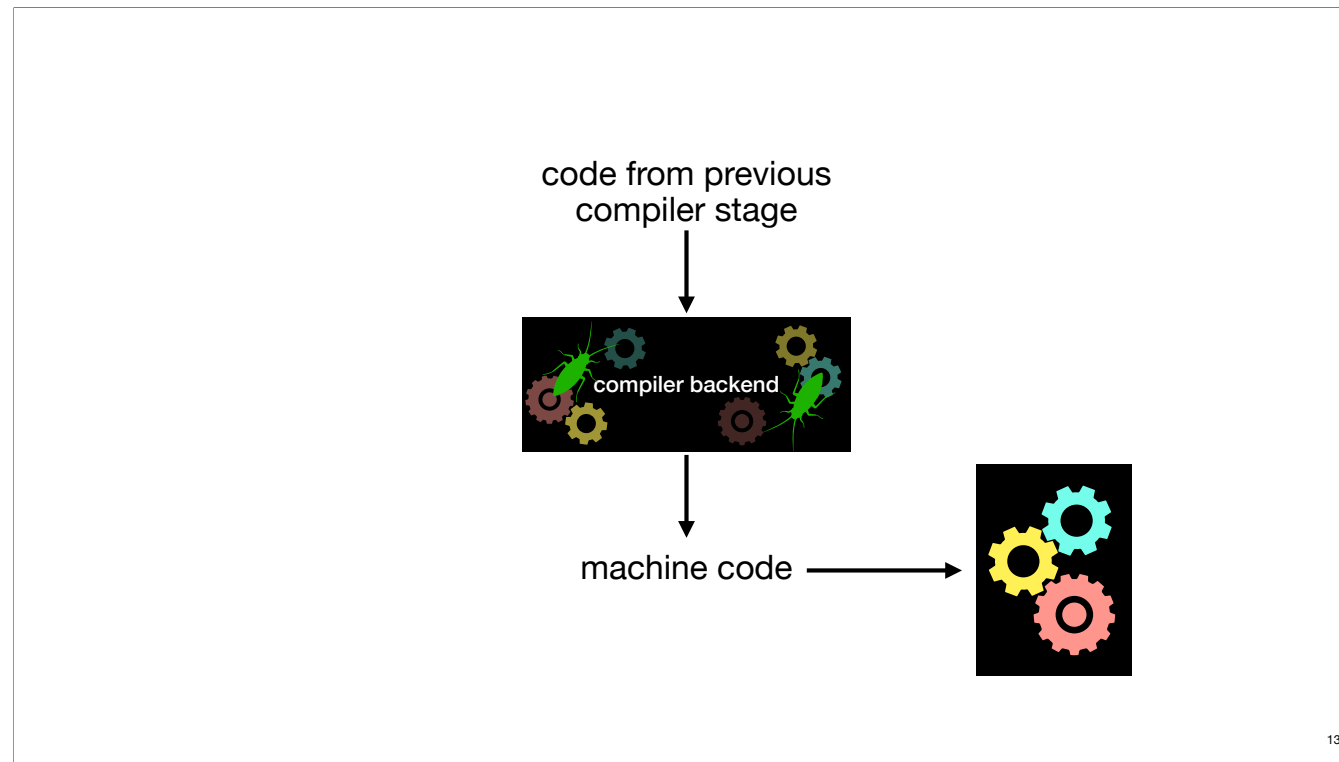 code from previous
compiler stage
compiler backend
machine code
13